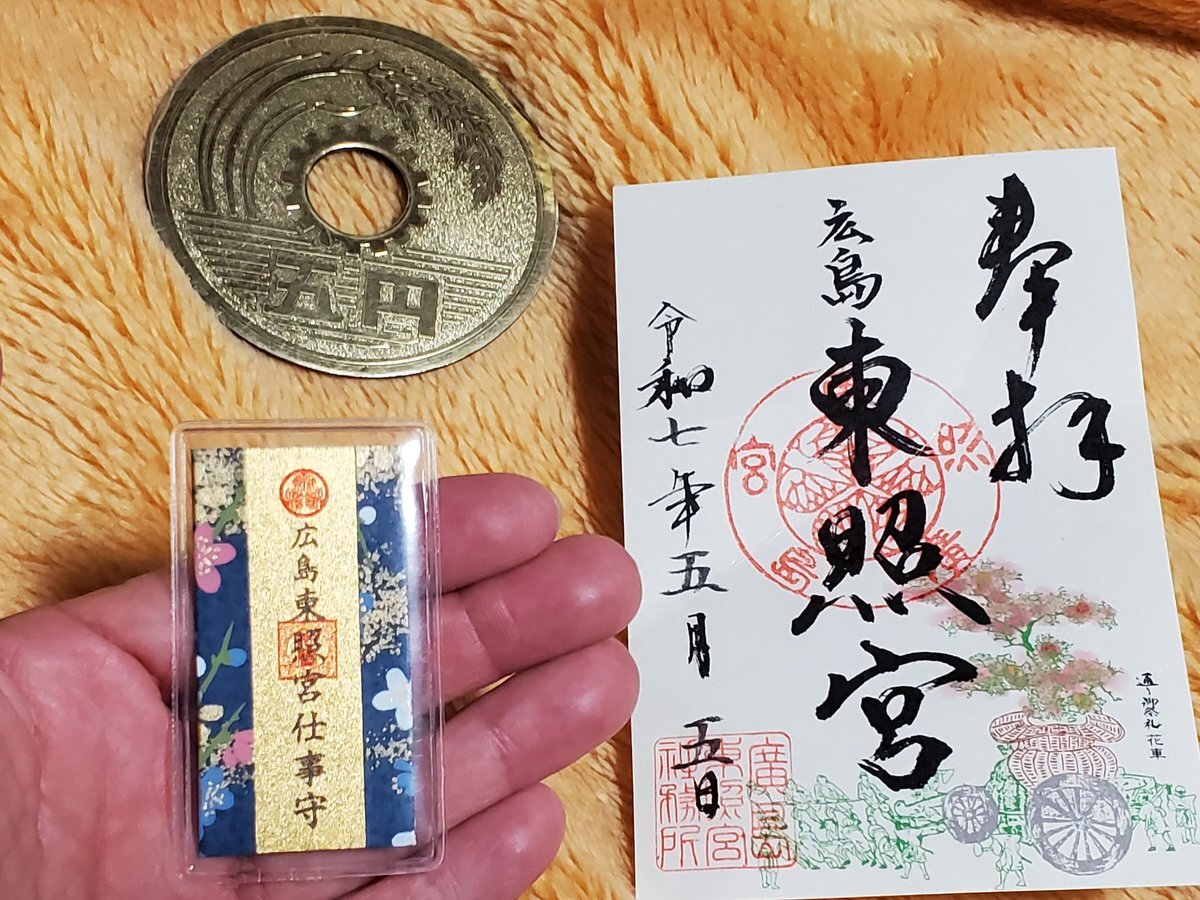 五円
広島東照宮仕事守
奉拝
広島
東照宮
令和七年五月五日
通り御祭礼 花車
廣島
東照宮
社務所